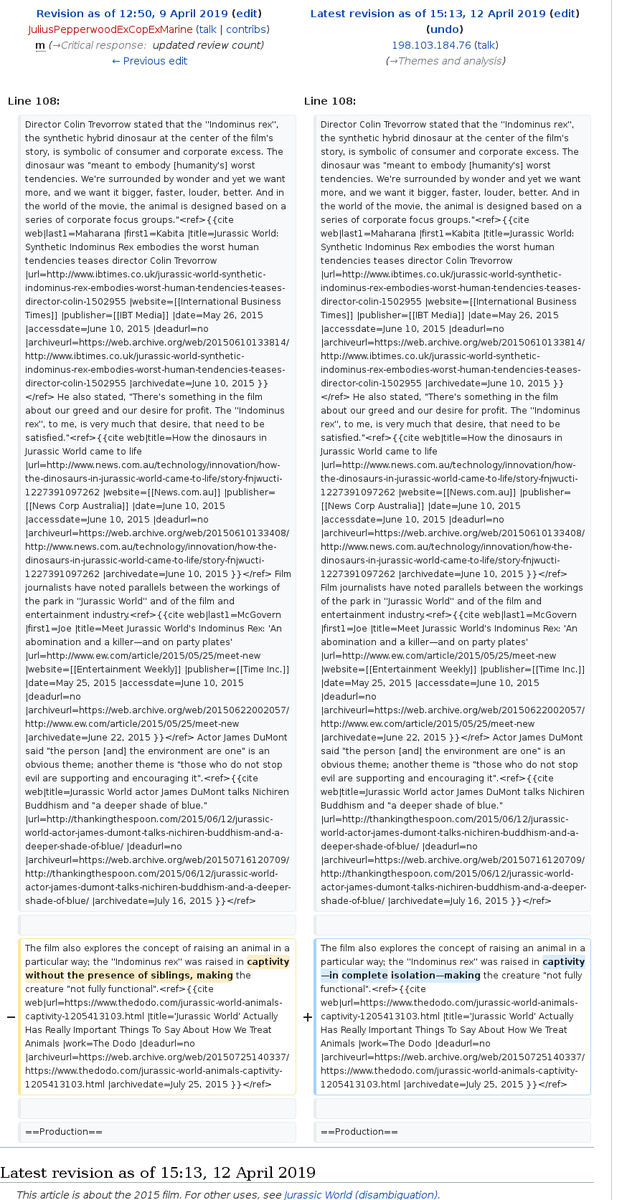 Revision as of 12:50, 9 April 2019 (edit)
JuliusPepperwoodExCopExMarine (talk | contribs)
m (→Critical response: updated review count)
← Previous edit
Latest revision as of 15:13, 12 April 2019 (edit)
(undo)
198.103.184.76 (talk)
(→Themes and analysis)
Line 108:
Director Colin Trevorrow stated that the ''Indominus rex'',
the synthetic hybrid dinosaur at the center of the film's
story, is symbolic of consumer and corporate excess. The
dinosaur was "meant to embody [humanity's] worst
tendencies. We're surrounded by wonder and yet we want
more, and we want it bigger, faster, louder, better. And in
the world of the movie, the animal is designed based on a
series of corporate focus groups."<ref>{{cite
web|last1=Maharana |first1=Kabita |title=Jurassic World:
Synthetic Indominus Rex embodies the worst human
tendencies teases director Colin Trevorrow
|url=http://www.ibtimes.co.uk/jurassic-world-synthetic-
indominus-rex-embodies-worst-human-tendencies-teases-
director-colin-1502955 |website=[[International Business
Times]] |publisher=[[IBT Media]] |date=May 26, 2015
|accessdate=June 10, 2015 |deadurl=no
|archiveurl=https://web.archive.org/web/20150610133814/
http://www.ibtimes.co.uk/jurassic-world-synthetic-
indominus-rex-embodies-worst-human-tendencies-teases-
director-colin-1502955 |archivedate=June 10, 2015 }}
</ref> He also stated, "There's something in the film
about our greed and our desire for profit. The ''Indominus
rex'', to me, is very much that desire, that need to be
satisfied."<ref>{{cite web|title=How the dinosaurs in
Jurassic World came to life
|url=http://www.news.com.au/technology/innovation/how-
the-dinosaurs-in-jurassic-world-came-to-life/story-fnjwucti-
1227391097262 |website=[[News.com.au]] |publisher=
[[News Corp Australia]] |date=June 10, 2015
|accessdate=June 10, 2015 |deadurl=no
|archiveurl=https://web.archive.org/web/20150610133408/
http://www.news.com.au/technology/innovation/how-the-
dinosaurs-in-jurassic-world-came-to-life/story-fnjwucti-
1227391097262 |archivedate=June 10, 2015 }}</ref> Film
journalists have noted parallels between the workings
of the park in ''Jurassic World'' and of the film and
entertainment industry.<ref>{{cite web|last1=McGovern
|first1=Joe |title=Meet Jurassic World's Indominus Rex: 'An
abomination and a killer—and on party plates'
|url=http://www.ew.com/article/2015/05/25/meet-new
|website=[[Entertainment Weekly]] |publisher=[[Time Inc.]]
|date=May 25, 2015 |accessdate=June 10, 2015
|deadurl=no
|archiveurl=https://web.archive.org/web/20150622002057/
http://www.ew.com/article/2015/05/25/meet-new
|archivedate=June 22, 2015 }}</ref> Actor James DuMont
said "the person [and] the environment are one" is an
obvious theme; another theme is "those who do not stop
evil are supporting and encouraging it".<ref>{{cite
web|title=Jurassic World actor James DuMont talks Nichiren
Buddhism and "a deeper shade of blue."
|url=http://thankingthespoon.com/2015/06/12/jurassic-
world-actor-james-dumont-talks-nichiren-buddhism-and-a-
deeper-shade-of-blue/ |deadurl=no
|archiveurl=https://web.archive.org/web/20150716120709/
http://thankingthespoon.com/2015/06/12/jurassic-world-
actor-james-dumont-talks-nichiren-buddhism-and-a-deeper-
shade-of-blue/ |archivedate=July 16, 2015 }}</ref>
−
The film also explores the concept of raising an animal in a
particular way; the ''Indominus rex'' was raised in captivity
without the presence of siblings, making the
creature "not fully functional".<ref>{{cite
web|url=https://www.thedodo.com/jurassic-world-animals-
captivity-1205413103.html |title='Jurassic World' Actually
Has Really Important Things To Say About How We Treat
Animals |work=The Dodo |deadurl=no
|archiveurl=https://web.archive.org/web/20150725140337/
https://www.thedodo.com/jurassic-world-animals-captivity-
1205413103.html |archivedate=July 25, 2015 }}</ref>
==Production==
Line 108:
Director Colin Trevorrow stated that the ''Indominus rex'',
the synthetic hybrid dinosaur at the center of the film's
story, is symbolic of consumer and corporate excess. The
dinosaur was "meant to embody [humanity's] worst
tendencies. We're surrounded by wonder and yet we want
more, and we want it bigger, faster, louder, better. And in
the world of the movie, the animal is designed based on a
series of corporate focus groups."<ref>{{cite
web|last1=Maharana |first1=Kabita |title=Jurassic World:
Synthetic Indominus Rex embodies the worst human
tendencies teases director Colin Trevorrow
|url=http://www.ibtimes.co.uk/jurassic-world-synthetic-
indominus-rex-embodies-worst-human-tendencies-teases-
director-colin-1502955 |website=[[International Business
Times]] |publisher=[[IBT Media]] |date=May 26, 2015
|accessdate=June 10, 2015 |deadurl=no
|archiveurl=https://web.archive.org/web/20150610133814/
http://www.ibtimes.co.uk/jurassic-world-synthetic-
indominus-rex-embodies-worst-human-tendencies-teases-
director-colin-1502955 |archivedate=June 10, 2015 }}
</ref> He also stated, "There's something in the film
about our greed and our desire for profit. The ''Indominus
rex'', to me, is very much that desire, that need to be
satisfied."<ref>{{cite web|title=How the dinosaurs in
Jurassic World came to life
|url=http://www.news.com.au/technology/innovation/how-
the-dinosaurs-in-jurassic-world-came-to-life/story-fnjwucti-
1227391097262 |website=[[News.com.au]] |publisher=
[[News Corp Australia]] |date=June 10, 2015
|accessdate=June 10, 2015 |deadurl=no
|archiveurl=https://web.archive.org/web/20150610133408/
http://www.news.com.au/technology/innovation/how-the-
dinosaurs-in-jurassic-world-came-to-life/story-fnjwucti-
1227391097262 |archivedate=June 10, 2015 }}</ref>
Film journalists have noted parallels between the workings
of the park in ''Jurassic World'' and of the film and
entertainment industry.<ref>{{cite web|last1=McGovern
|first1=Joe |title=Meet Jurassic World's Indominus Rex: 'An
abomination and a killer—and on party plates'
|url=http://www.ew.com/article/2015/05/25/meet-new
|website=[[Entertainment Weekly]] |publisher=[[Time Inc.]]
|date=May 25, 2015 |accessdate=June 10, 2015
|deadurl=no
|archiveurl=https://web.archive.org/web/20150622002057/
http://www.ew.com/article/2015/05/25/meet-new
|archivedate=June 22, 2015 }}</ref> Actor James DuMont
said "the person [and] the environment are one" is an
obvious theme; another theme is "those who do not stop
evil are supporting and encouraging it".<ref>{{cite
web|title=Jurassic World actor James DuMont talks Nichiren
Buddhism and "a deeper shade of blue."
|url=http://thankingthespoon.com/2015/06/12/jurassic-
world-actor-james-dumont-talks-nichiren-buddhism-and-a-
deeper-shade-of-blue/ |deadurl=no
|archiveurl=https://web.archive.org/web/20150716120709/
http://thankingthespoon.com/2015/06/12/jurassic-world-
actor-james-dumont-talks-nichiren-buddhism-and-a-deeper-
shade-of-blue/ |archivedate=July 16, 2015 }}</ref>
+
The film also explores the concept of raising an animal in a
particular way; the ''Indominus rex'' was raised in captivity
—in complete isolation—making the creature "not fully
functional".<ref>{{cite
web|url=https://www.thedodo.com/jurassic-world-animals-
captivity-1205413103.html |title='Jurassic World' Actually
Has Really Important Things To Say About How We Treat
Animals |work=The Dodo |deadurl=no
|archiveurl=https://web.archive.org/web/20150725140337/
https://www.thedodo.com/jurassic-world-animals-captivity-
1205413103.html |archivedate=July 25, 2015 }}</ref>
==Production==
Latest revision as of 15:13, 12 April 2019
This article is about the 2015 film. For other uses, see Jurassic World (disambiguation).